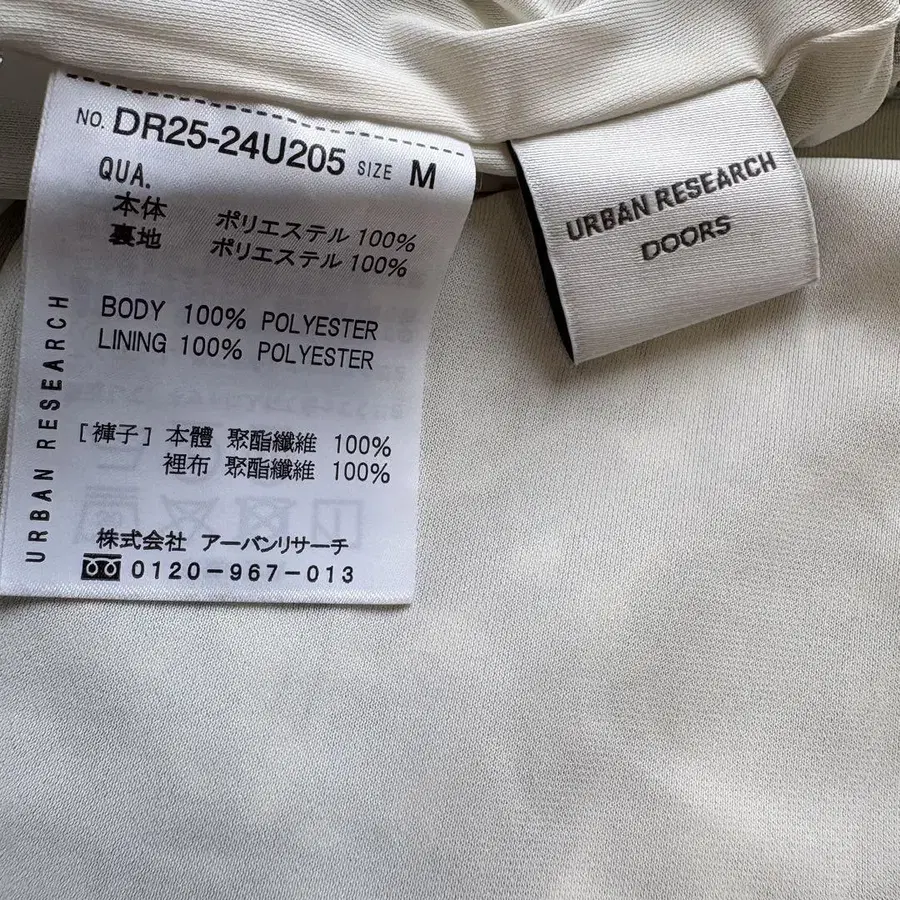 NO. DR25-24U205 SIZE M
QUA.
本体 ポリエステル 100%
裏地 ポリエステル 100%
BODY 100% POLYESTER
LINING 100% POLYESTER
[褲子] 本體 聚酯纖維 100%
裡布 聚酯纖維 100%
株式会社 アーバンリサーチ
0120-967-013
URBAN RESEARCH
URBAN RESEARCH
DOORS